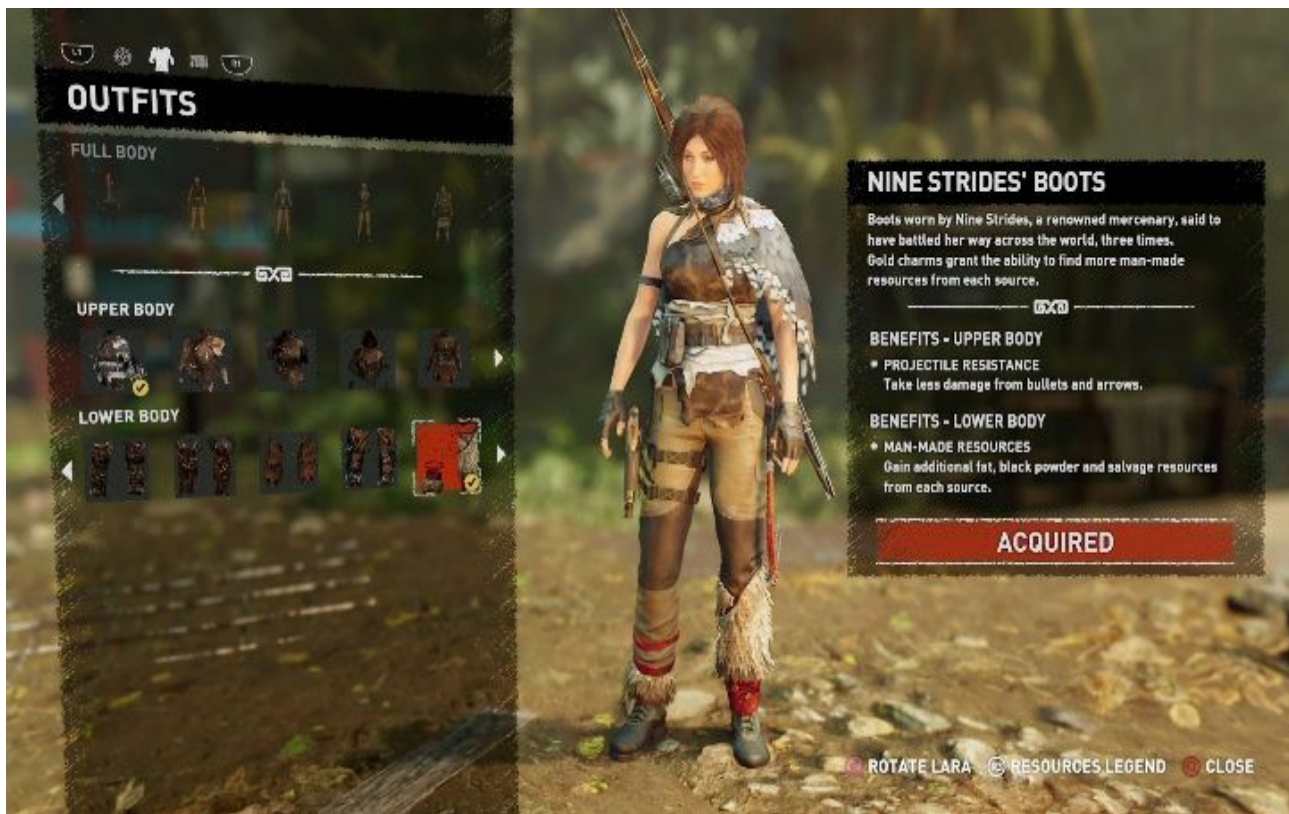 L1
R1
OUTFITS
FULL BODY
UPPER BODY
LOWER BODY
NINE STRIDES' BOOTS
Boots worn by Nine Strides, a renowned mercenary, said to
have battled her way across the world, three times.
Gold charms grant the ability to find more man-made
resources from each source.
BENEFITS - UPPER BODY
PROJECTILE RESISTANCE
Take less damage from bullets and arrows.
BENEFITS - LOWER BODY
MAN-MADE RESOURCES
Gain additional fat, black powder and salvage resources
from each source.
ACQUIRED
ROTATE LARA RESOURCES LEGEND CLOSE